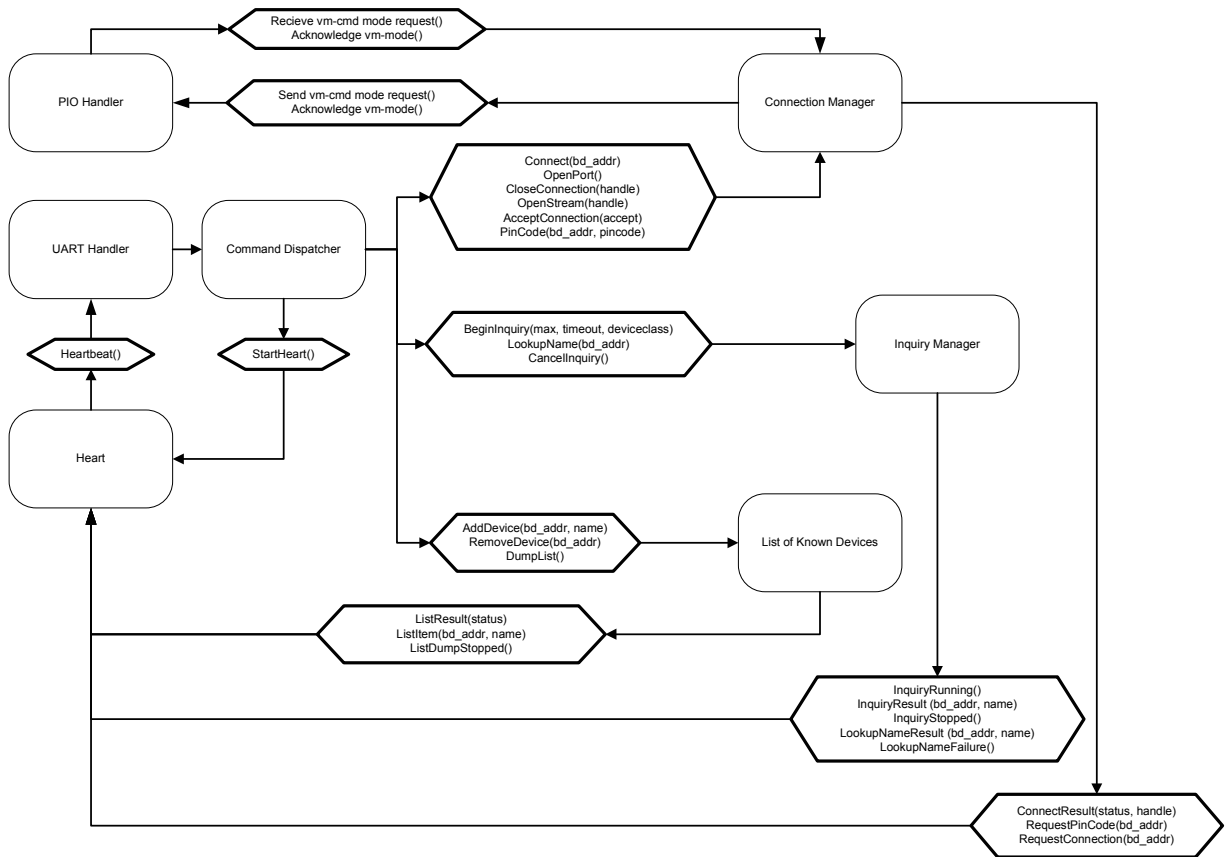 Recieve vm-cmd mode request()
Acknowledge vm-mode()
PIO Handler
Send vm-cmd mode request()
Acknowledge vm-mode()
Connection Manager
Connect(bd_addr)
OpenPort()
CloseConnection(handle)
OpenStream(handle)
AcceptConnection(accept)
PinCode(bd_addr, pincode)
UART Handler
Command Dispatcher
Heartbeat()
StartHeart()
BeginInquiry(max, timeout, deviceclass)
LookupName(bd_addr)
CancelInquiry()
Inquiry Manager
Heart
AddDevice(bd_addr, name)
RemoveDevice(bd_addr)
DumpList()
List of Known Devices
ListResult(status)
ListItem(bd_addr, name)
ListDumpStopped()
InquiryRunning()
InquiryResult (bd_addr, name)
InquiryStopped()
LookupNameResult (bd_addr, name)
LookupNameFailure()
ConnectResult(status, handle)
RequestPinCode(bd_addr)
RequestConnection(bd_addr)